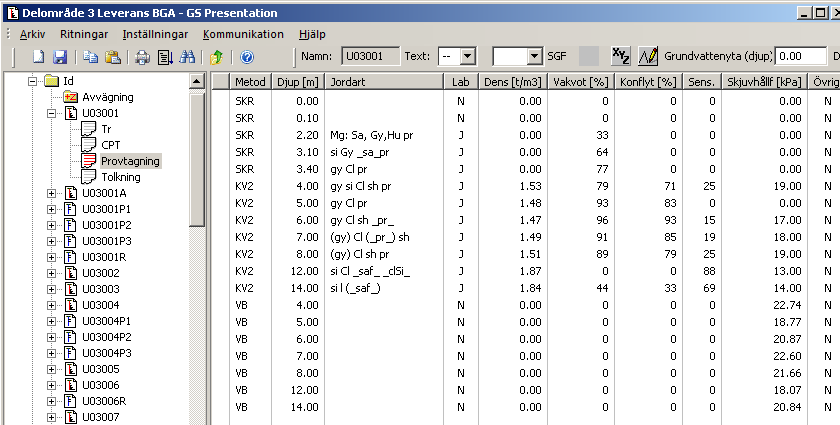 Delområde 3 Leverans BGA - GS Presentation
Arkiv Ritningar Inställningar Kommunikation Hjälp
Namn: U03001 Text: -- SGF XYZ Grundvattenyta (djup) 0.00 D
Id
Avvägning
U03001
Tr
CPT
Provtagning
Tolkning
U03001A
U03001P1
U03001P2
U03001P3
U03001R
U03002
U03003
U03004
U03004P1
U03004P2
U03004P3
U03005
U03006
U03006R
U03007
Metod Djup [m] Jordart Lab Dens [t/m3] Vakvot [%] Konflyt [%] Sens. Skjuvhållf [kPa] Övrig
SKR 0.00 N 0.00 0 0 0 0.00 N
SKR 0.10 N 0.00 0 0 0 0.00 N
SKR 2.20 Mg: Sa, Gy,Hu pr J 0.00 33 0 0 0.00 N
SKR 3.10 si Gy _sa_pr J 0.00 64 0 0 0.00 N
SKR 3.40 gy Cl pr J 0.00 77 0 0 0.00 N
KV2 4.00 gy si Cl sh pr J 1.53 79 71 25 19.00 N
KV2 5.00 gy Cl pr J 1.48 93 83 0 0.00 N
KV2 6.00 gy Cl sh _pr_ J 1.47 96 93 15 17.00 N
KV2 7.00 (gy) Cl (_pr_) sh J 1.49 91 85 19 18.00 N
KV2 8.00 (gy) Cl sh pr J 1.51 89 79 25 19.00 N
KV2 12.00 si Cl _saf_ _clSi_ J 1.87 0 0 88 13.00 N
KV2 14.00 si l (_saf_) J 1.84 44 33 69 14.00 N
VB 4.00 N 0.00 0 0 0 22.74 N
VB 5.00 N 0.00 0 0 0 18.77 N
VB 6.00 N 0.00 0 0 0 20.87 N
VB 7.00 N 0.00 0 0 0 22.60 N
VB 8.00 N 0.00 0 0 0 21.66 N
VB 12.00 N 0.00 0 0 0 18.07 N
VB 14.00 N 0.00 0 0 0 20.84 N